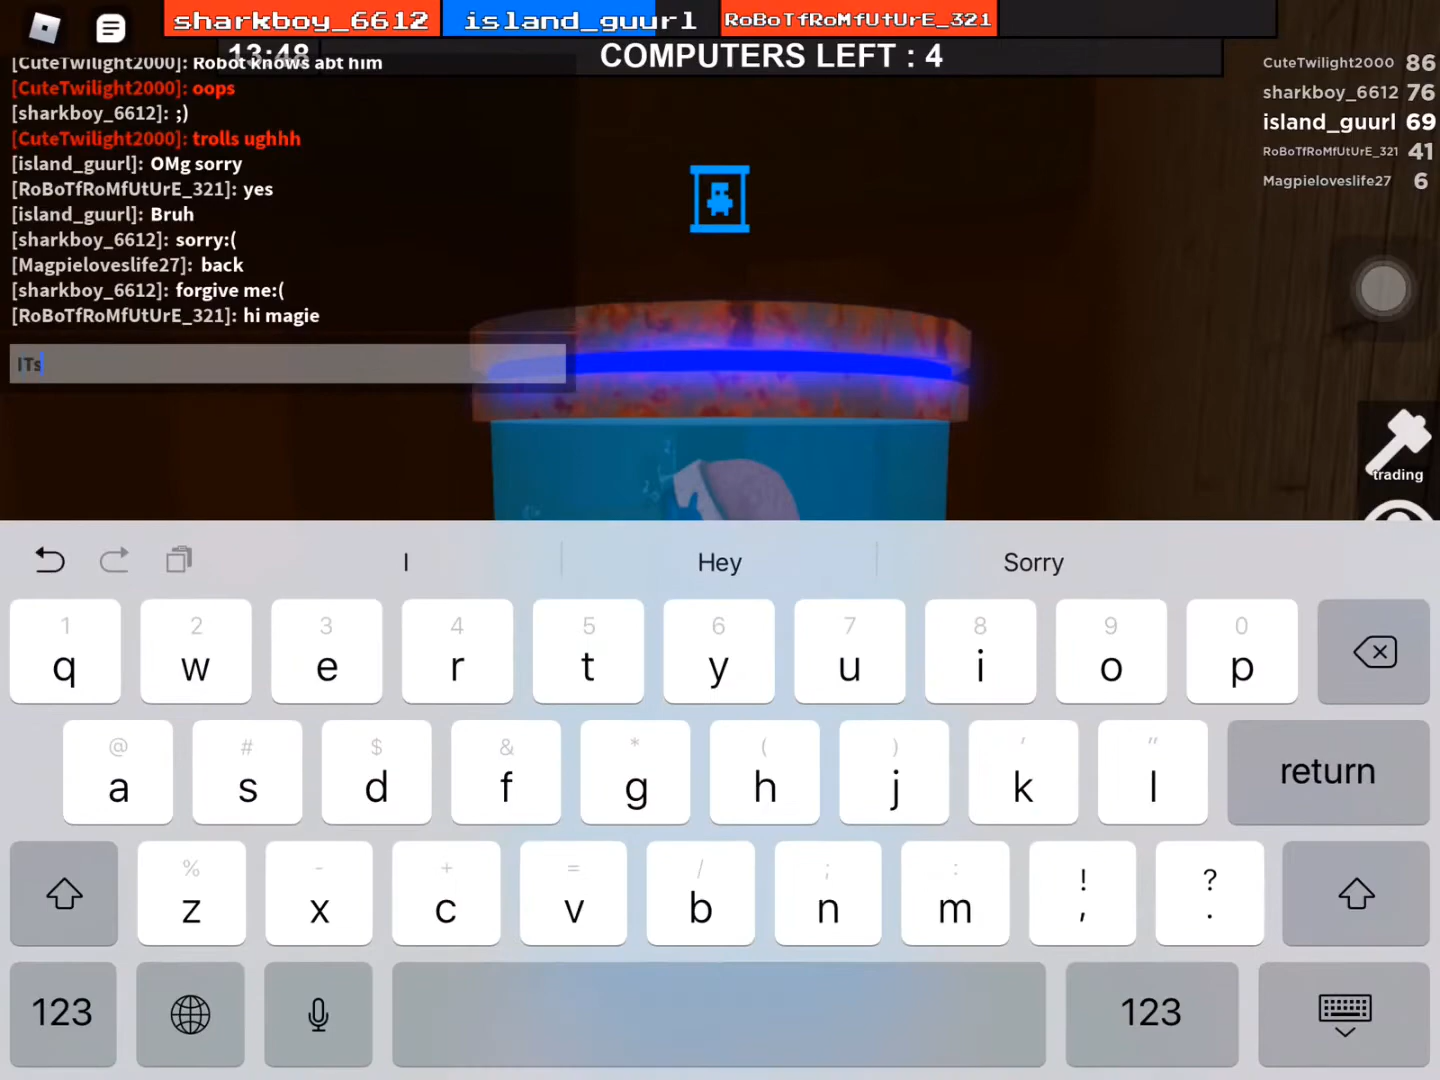 sharkboy_6612 island_guurl RoBoTfRoMfUtUrE_321
13:48 COMPUTERS LEFT : 4
[CuteTwilight2000]: Robot knows abt him
[CuteTwilight2000]: oops
[sharkboy_6612]: ;)
[CuteTwilight2000]: trolls ughhh
[island_guurl]: OMg sorry
[RoBoTfRoMfUtUrE_321]: yes
[island_guurl]: Bruh
[sharkboy_6612]: sorry:(
[Magpieloveslife27]: back
[sharkboy_6612]: forgive me:(
[RoBoTfRoMfUtUrE_321]: hi magie
ITs
CuteTwilight2000 86
sharkboy_6612 76
island_guurl 69
RoBoTfRoMfUtUrE_321 41
Magpieloveslife27 6
trading
I Hey Sorry
1 2 3 4 5 6 7 8 9 0
q w e r t y u i o p
@ # $ & * ( ) ' "
a s d f g h j k l return
% - + = / ; : ! ?
z x c v b n m , .
123 123